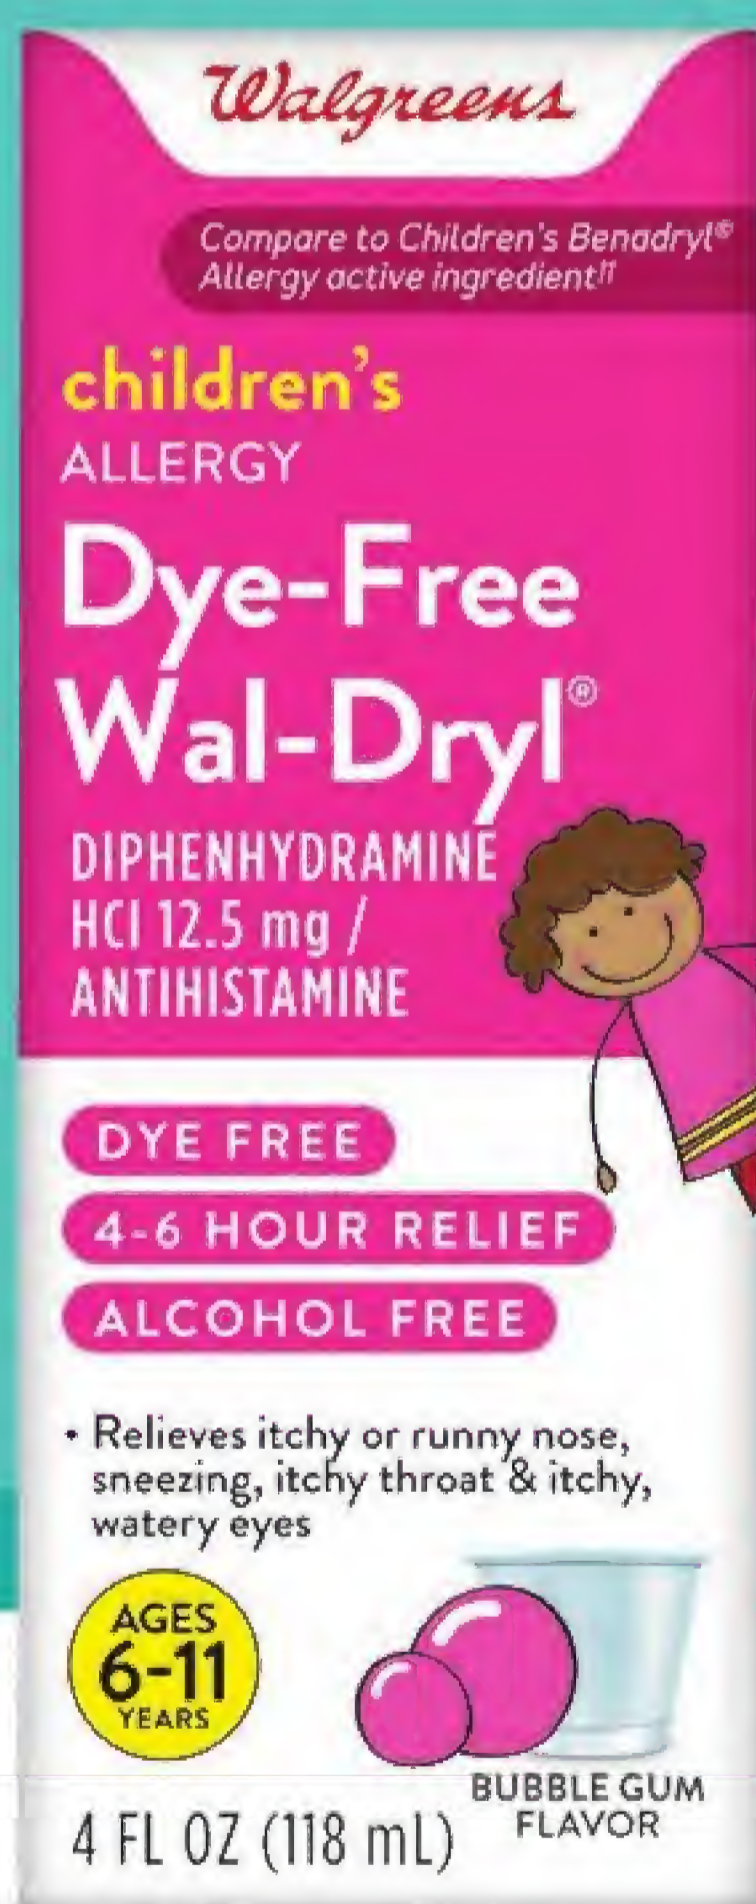 Walgreens
Compare to Children's Benadryl®
Allergy active ingredient††
children's
ALLERGY
Dye-Free
Wal-Dryl®
DIPHENHYDRAMINE
HCl 12.5 mg /
ANTIHISTAMINE
DYE FREE
4-6 HOUR RELIEF
ALCOHOL FREE
• Relieves itchy or runny nose,
sneezing, itchy throat & itchy,
watery eyes
AGES
6-11
YEARS
BUBBLE GUM
FLAVOR
4 FL OZ (118 mL)